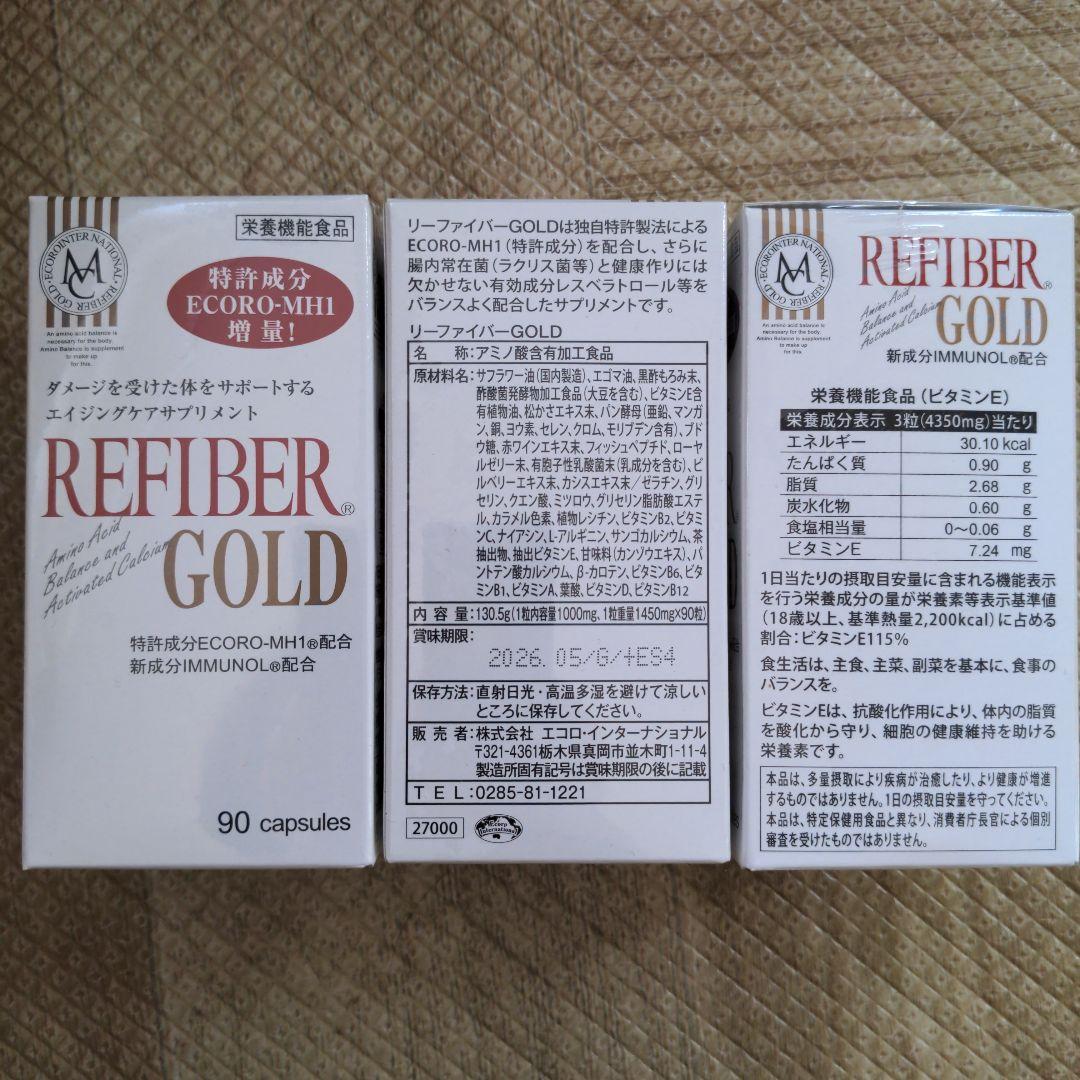 栄養機能食品
ECOROINTER NATIONAL · REFIBER GOLD ·
MC
An amino acid balance is
necessary for the body.
Amino Balance is supplement
to make up
for this.
特許成分
ECORO-MH1
増量!
ダメージを受けた体をサポートする
エイジングケアサプリメント
REFIBER®
Amino Acid
Balance and
Activated Calcium
GOLD
特許成分ECORO-MH1®配合
新成分IMMUNOL®配合
90 capsules
リーファイバーGOLDは独自特許製法による
ECORO-MH1(特許成分)を配合し、さらに
腸内常在菌(ラクリス菌等)と健康作りには
欠かせない有効成分レスベラトロール等を
バランスよく配合したサプリメントです。
リーファイバーGOLD
名 称:アミノ酸含有加工食品
原材料名:サフラワー油(国内製造)、エゴマ油、黒酢もろみ末、
酢酸菌発酵物加工食品(大豆を含む)、ビタミンE含
有植物油、松かさエキス末、パン酵母(亜鉛、マンガ
ン、銅、ヨウ素、セレン、クロム、モリブデン含有)、ブド
ウ糖、赤ワインエキス末、フィッシュペプチド、ローヤ
ルゼリー末、有胞子性乳酸菌末(乳成分を含む)、ビ
ルベリーエキス末、カシスエキス末/ゼラチン、グリ
セリン、クエン酸、ミツロウ、グリセリン脂肪酸エステ
ル、カラメル色素、植物レシチン、ビタミンB2、ビタミ
ンC、ナイアシン、L-アルギニン、サンゴカルシウム、茶
抽出物、抽出ビタミンE、甘味料(カンゾウエキス)、パ
ントテン酸カルシウム、β-カロテン、ビタミンB6、ビタ
ミンB1、ビタミンA、葉酸、ビタミンD、ビタミンB12
内 容 量:130.5g(1粒内容量1000mg、1粒重量1450mg×90粒)
賞味期限:
2026.05/G/+ES4
保存方法:直射日光・高温多湿を避けて涼しい
ところに保存してください。
販 売 者:株式会社 エコロ・インターナショナル
〒321-4361栃木県真岡市並木町1-11-4
製造所固有記号は賞味期限の後に記載
T E L:0285-81-1221
27000
Ecorp
International
ECOROINTER NATIONAL · REFIBER GOLD ·
MC
An amino acid balance is
necessary for the body.
Amino Balance is supplement
to make up
for this.
REFIBER®
Amino Acid
Balance and
Activated Calcium
GOLD
新成分IMMUNOL®配合
栄養機能食品(ビタミンE)
栄養成分表示 3粒(4350mg)当たり
エネルギー 30.10 kcal
たんぱく質 0.90 g
脂質 2.68 g
炭水化物 0.60 g
食塩相当量 0〜0.06 g
ビタミンE 7.24 mg
1日当たりの摂取目安量に含まれる機能表示
を行う栄養成分の量が栄養素等表示基準値
(18歳以上、基準熱量2,200kcal)に占める
割合:ビタミンE115%
食生活は、主食、主菜、副菜を基本に、食事の
バランスを。
ビタミンEは、抗酸化作用により、体内の脂質
を酸化から守り、細胞の健康維持を助ける
栄養素です。
本品は、多量摂取により疾病が治癒したり、より健康が増進
するものではありません。1日の摂取目安量を守ってください。
本品は、特定保健用食品と異なり、消費者庁長官による個別
審査を受けたものではありません。